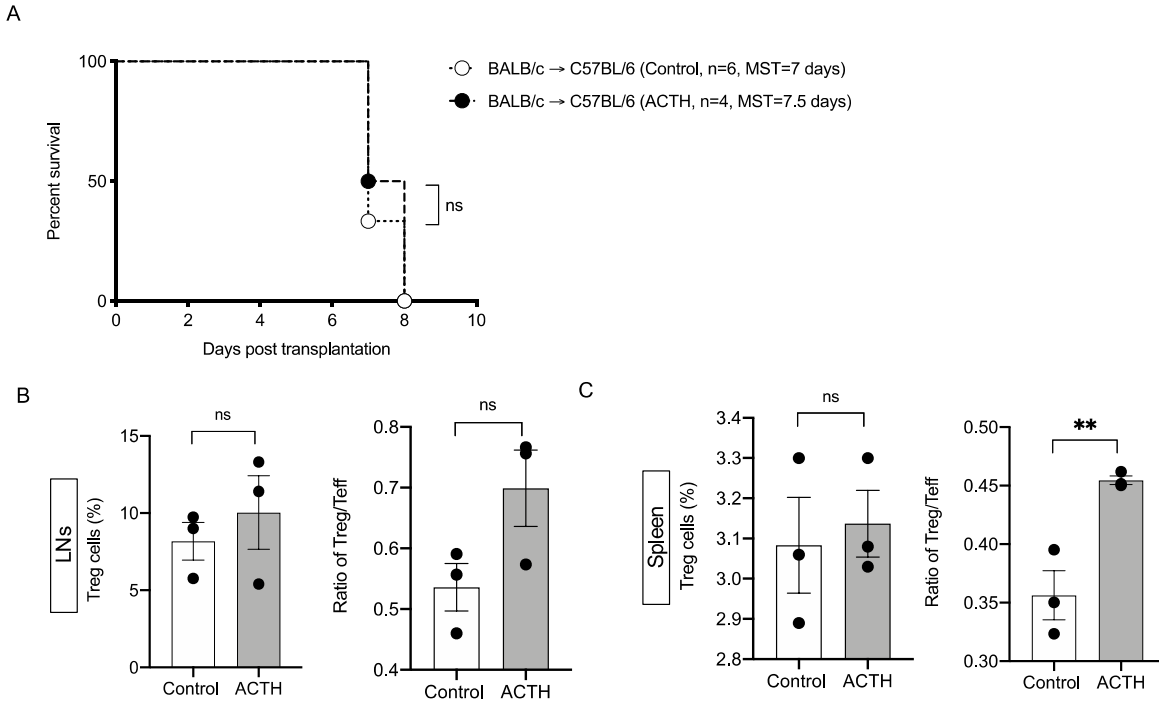 A
Percent survival
100
50
0
0 2 4 6 8 10
Days post transplantation
BALB/c → C57BL/6 (Control, n=6, MST=7 days)
BALB/c → C57BL/6 (ACTH, n=4, MST=7.5 days)
ns
B
LNs
Treg cells (%)
15
10
5
0
ns
Control ACTH
Ratio of Treg/Teff
0.8
0.7
0.6
0.5
0.4
ns
Control ACTH
C
Spleen
Treg cells (%)
3.4
3.3
3.2
3.1
3.0
2.9
2.8
ns
Control ACTH
Ratio of Treg/Teff
0.50
0.45
0.40
0.35
0.30
**
Control ACTH